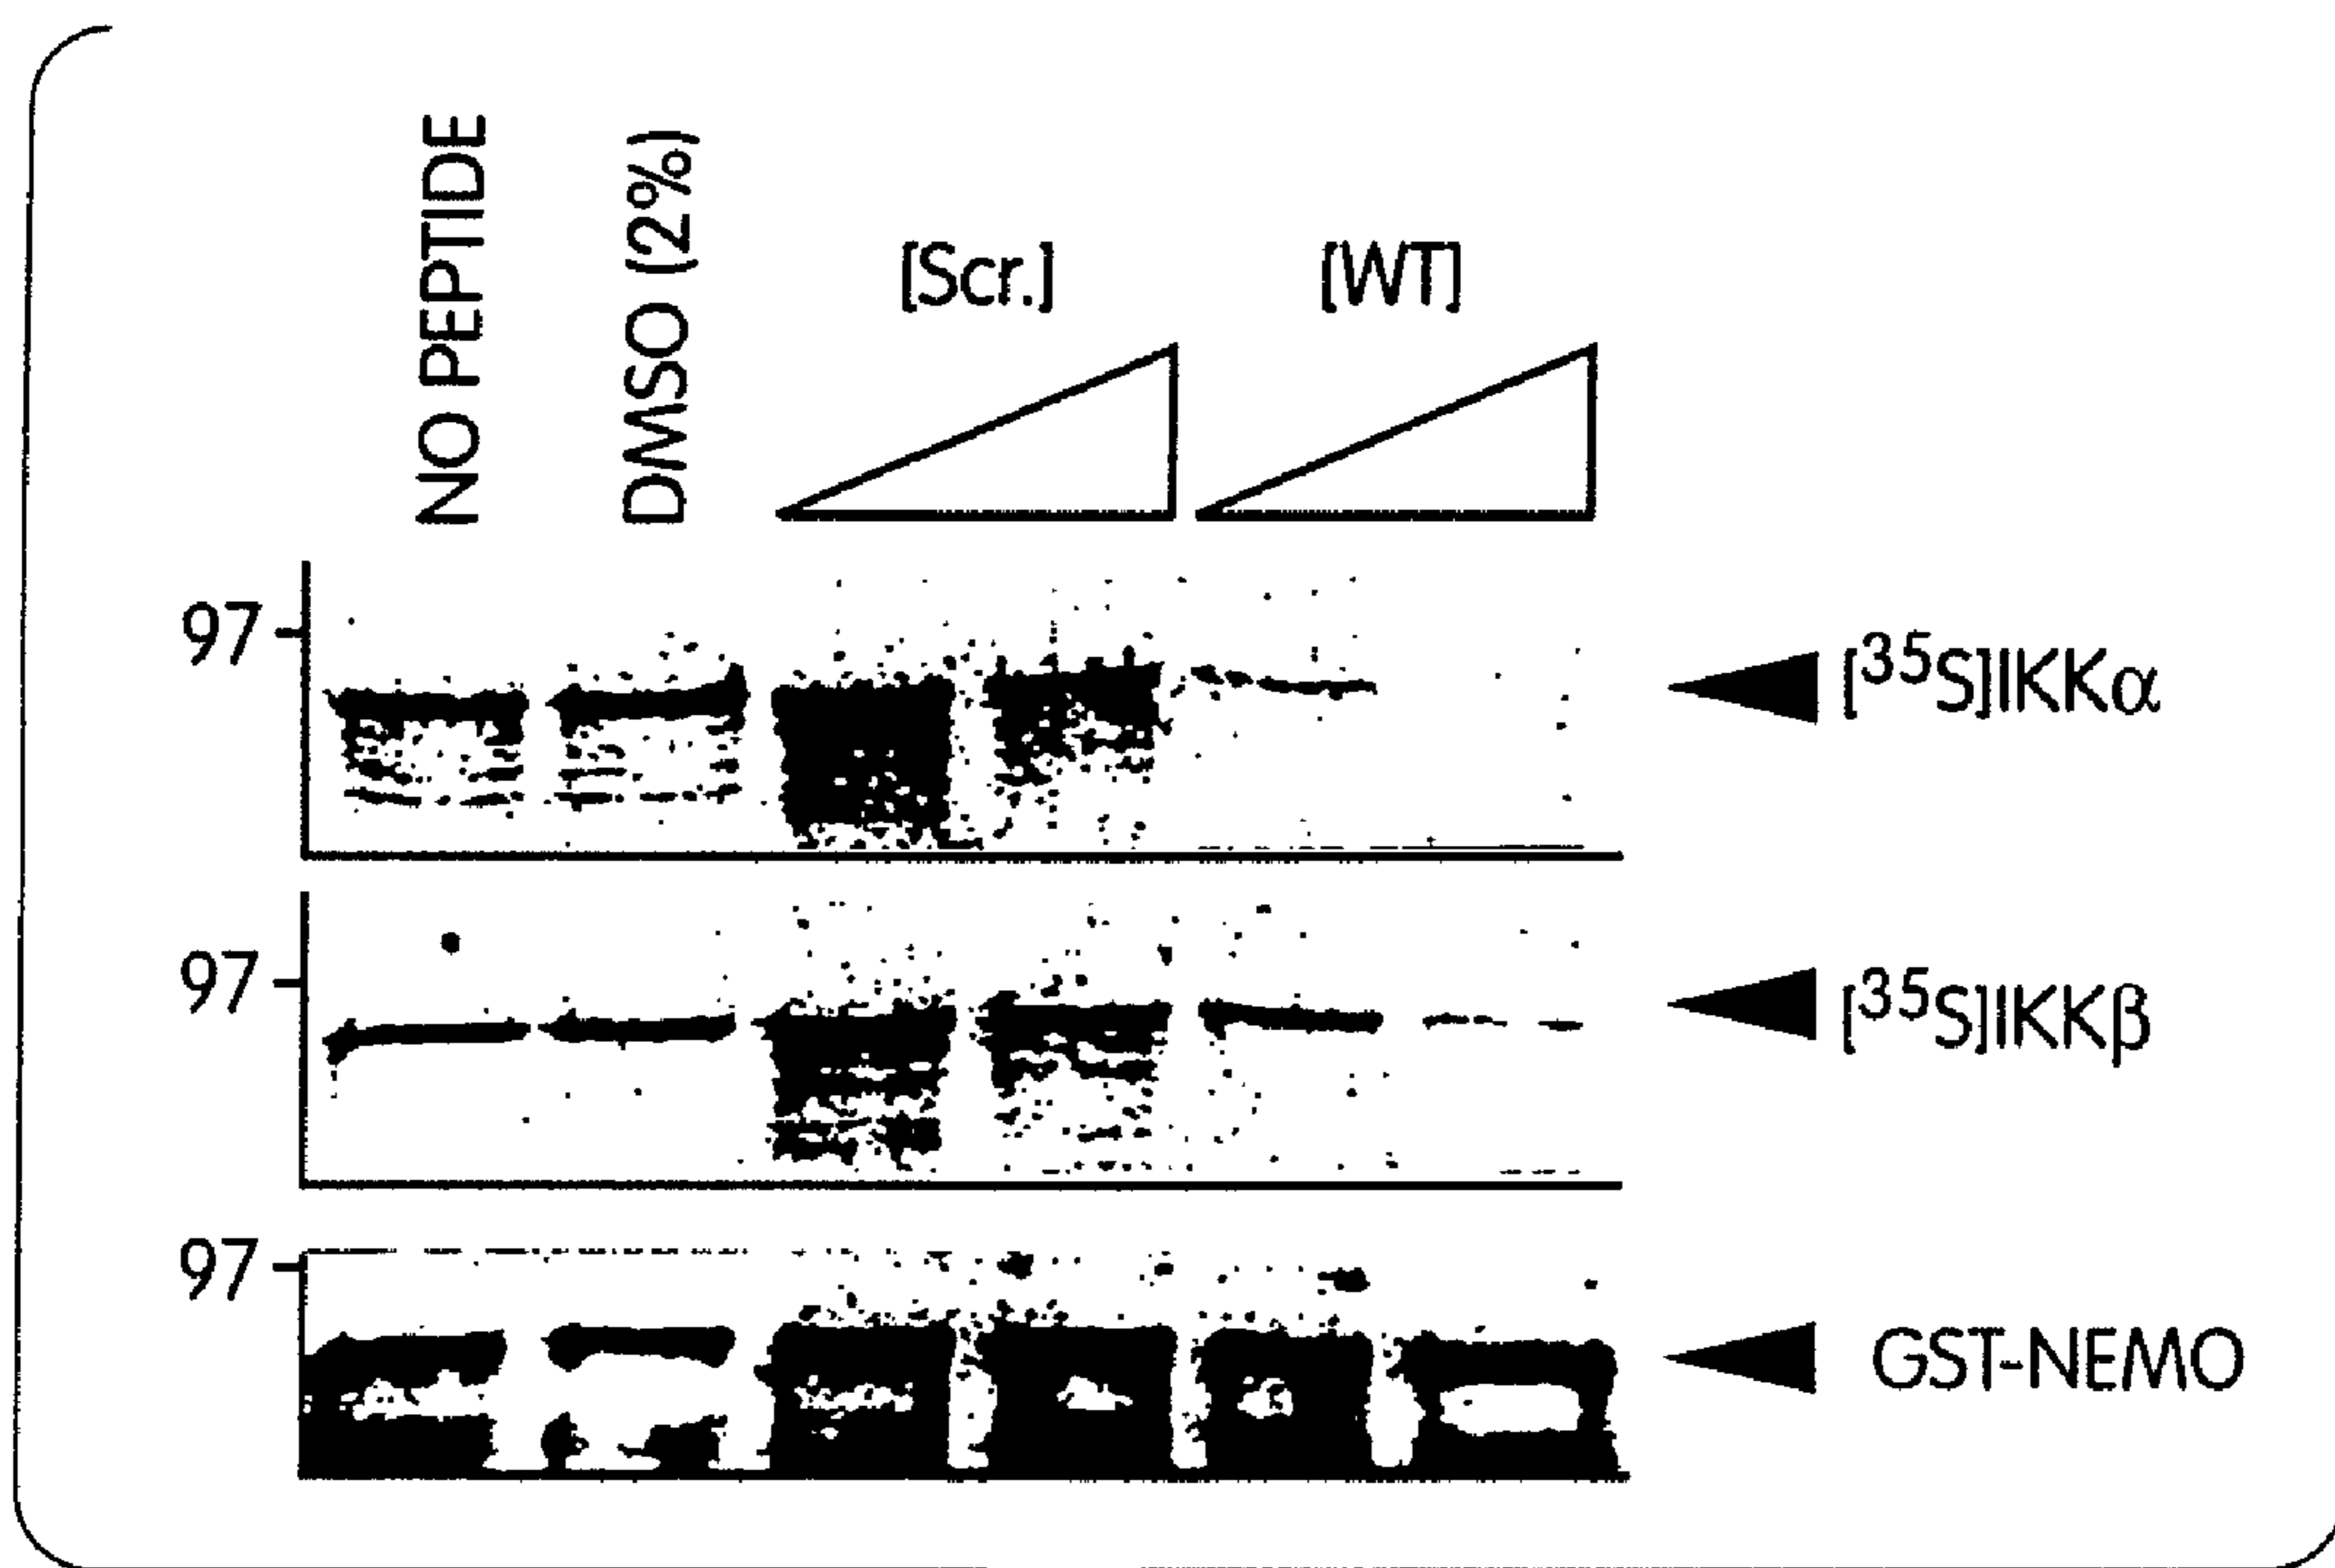 NO PEPTIDE
DMSO (2%)
[Scr.]
[WT]
97
[³⁵S]IKKα
97
[³⁵S]IKKβ
97
GST-NEMO